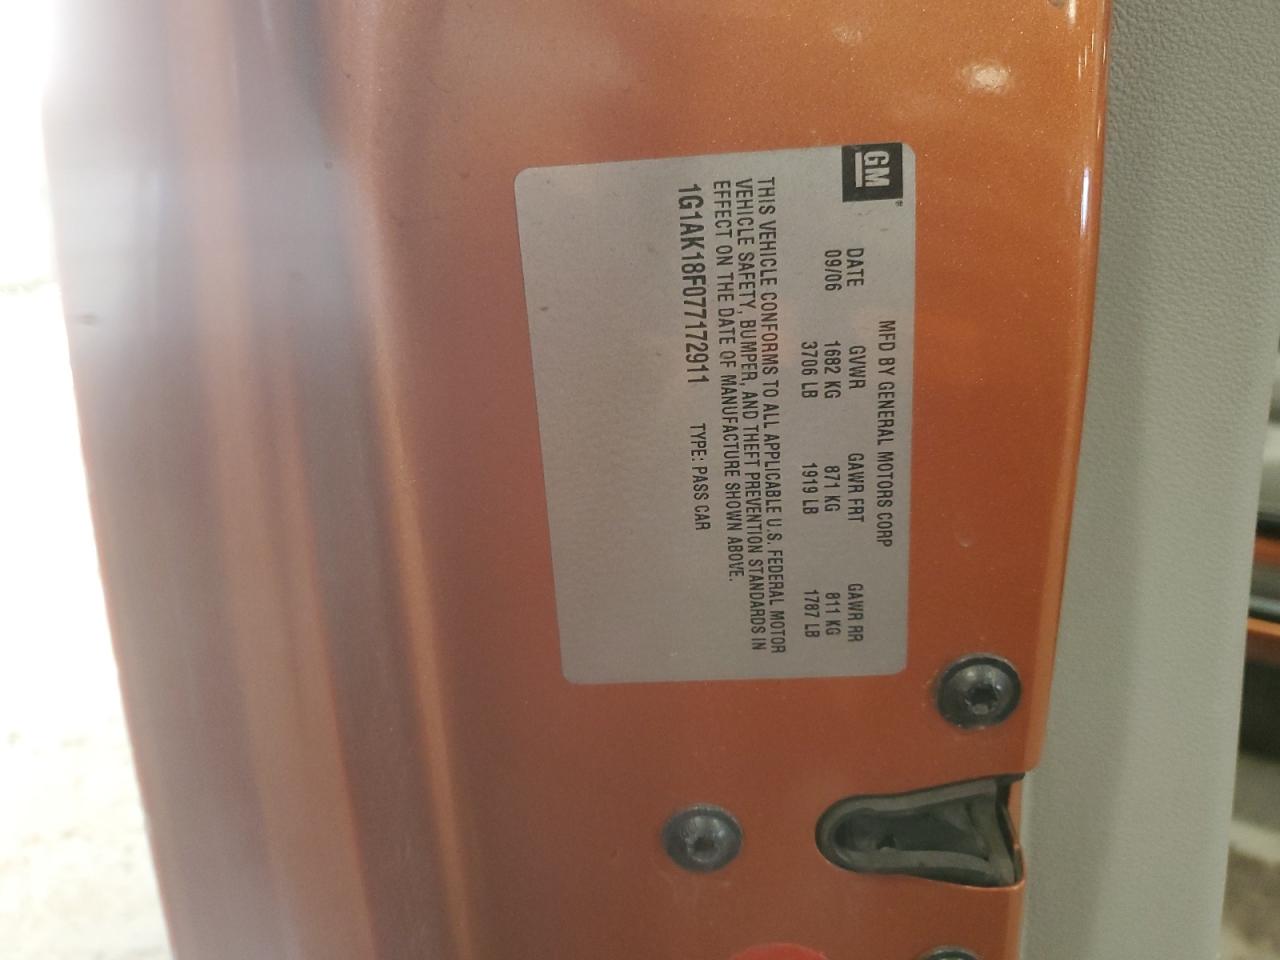 GM
MFD BY GENERAL MOTORS CORP
DATE GVWR GAWR FRT GAWR RR
09/06 1682 KG 871 KG 811 KG
3706 LB 1919 LB 1787 LB
THIS VEHICLE CONFORMS TO ALL APPLICABLE U.S. FEDERAL MOTOR
VEHICLE SAFETY, BUMPER, AND THEFT PREVENTION STANDARDS IN
EFFECT ON THE DATE OF MANUFACTURE SHOWN ABOVE.
1G1AK18F077172911 TYPE: PASS CAR